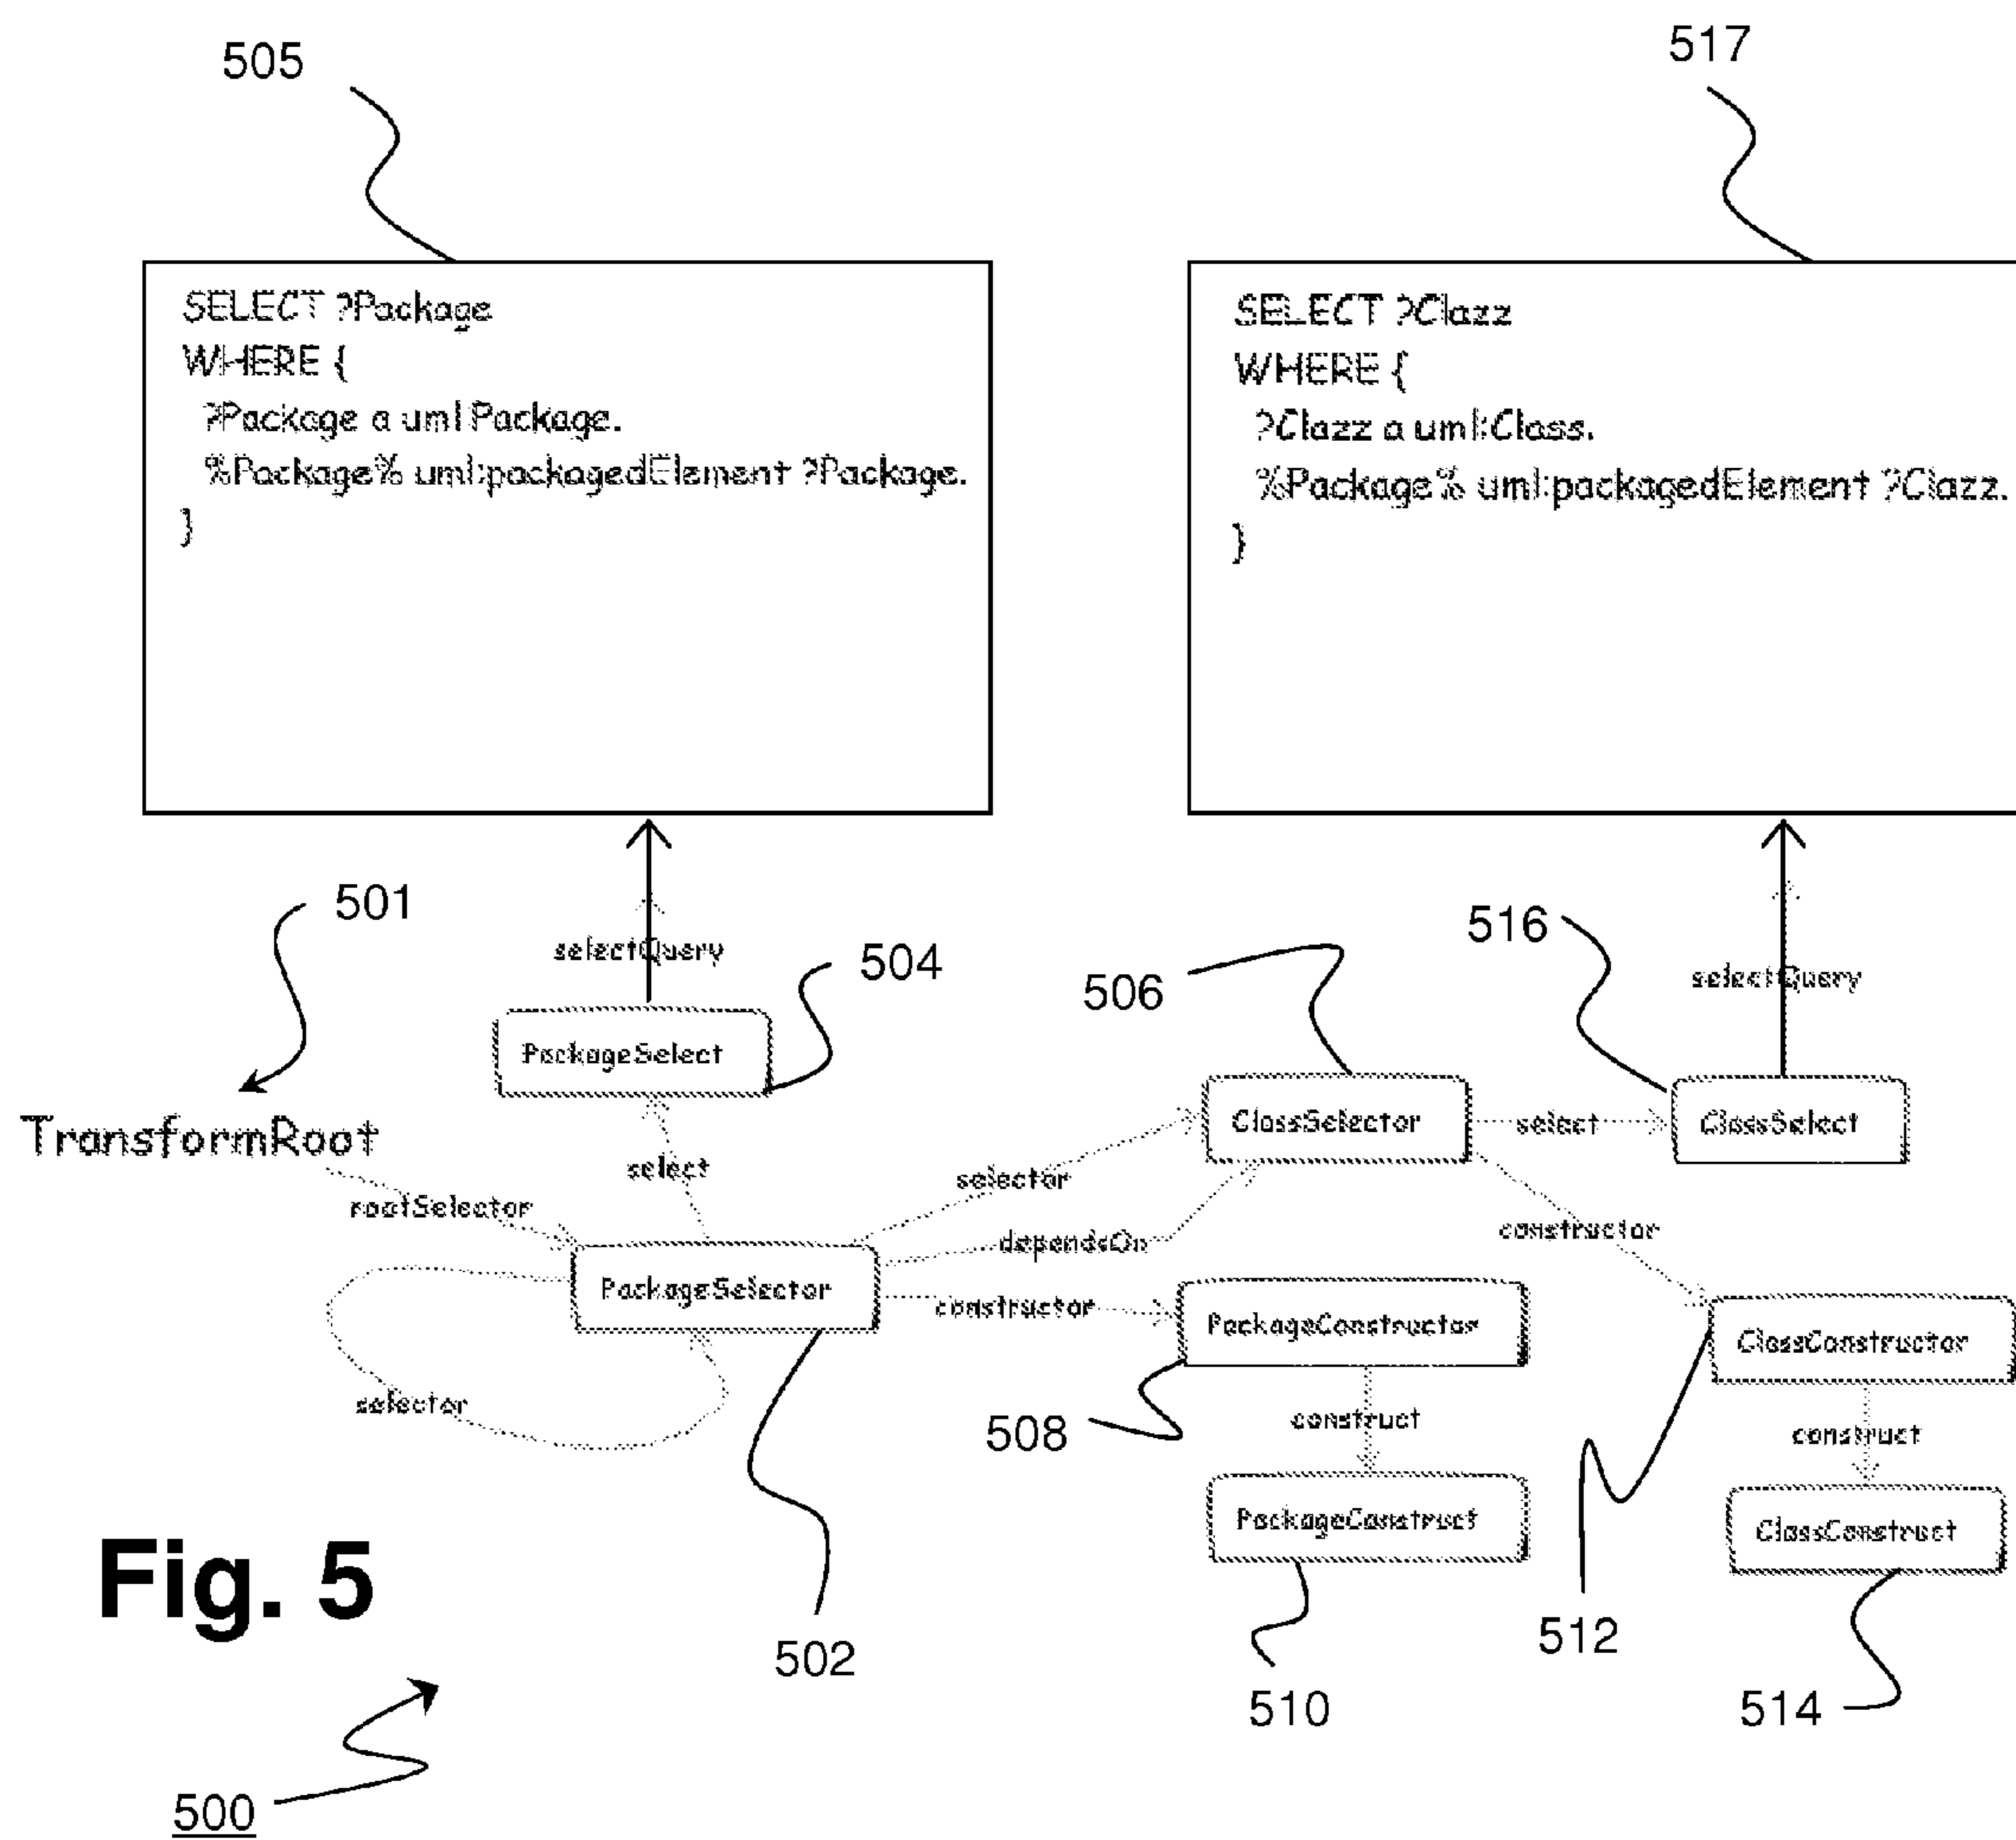 505
517
SELECT ?Package
WHERE {
?Package a uml:Package.
%Package% uml:packagedElement ?Package.
}
SELECT ?Clazz
WHERE {
?Clazz a uml:Class.
%Package% uml:packagedElement ?Clazz.
}
501
selectQuery
504
506
516
selectQuery
PackageSelect
TransformRoot
ClassSelector
select
ClassSelect
select
selector
rootSelector
dependsOn
constructor
PackageSelector
constructor
PackageConstructor
ClassConstructor
selector
508
construct
construct
PackageConstruct
ClassConstruct
Fig. 5
502
510
512
514
500